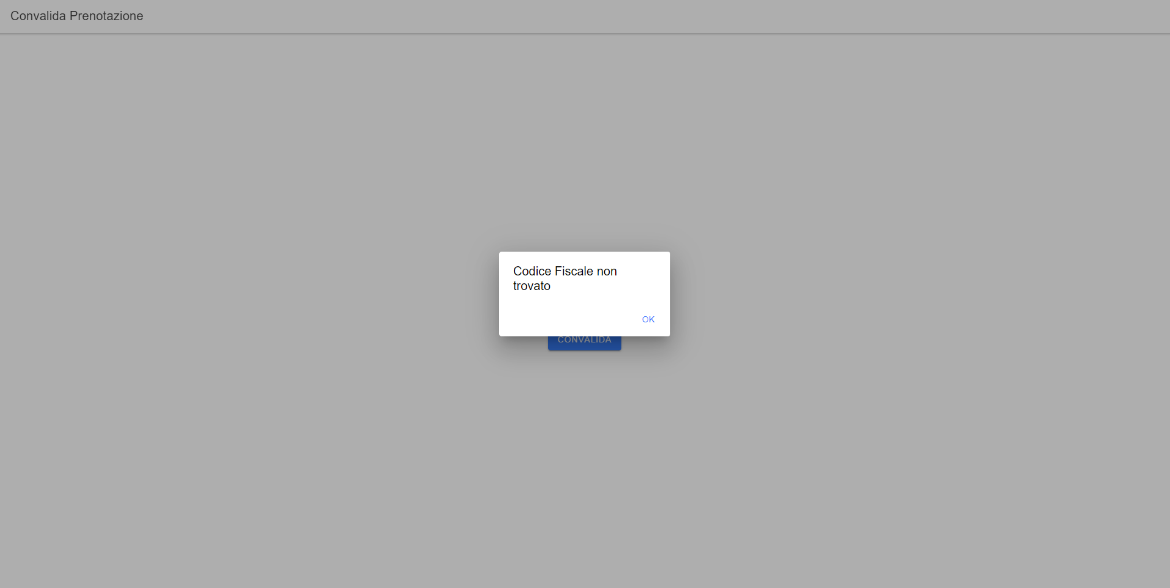 Convalida Prenotazione
Codice Fiscale non
trovato
OK
CONVALIDA